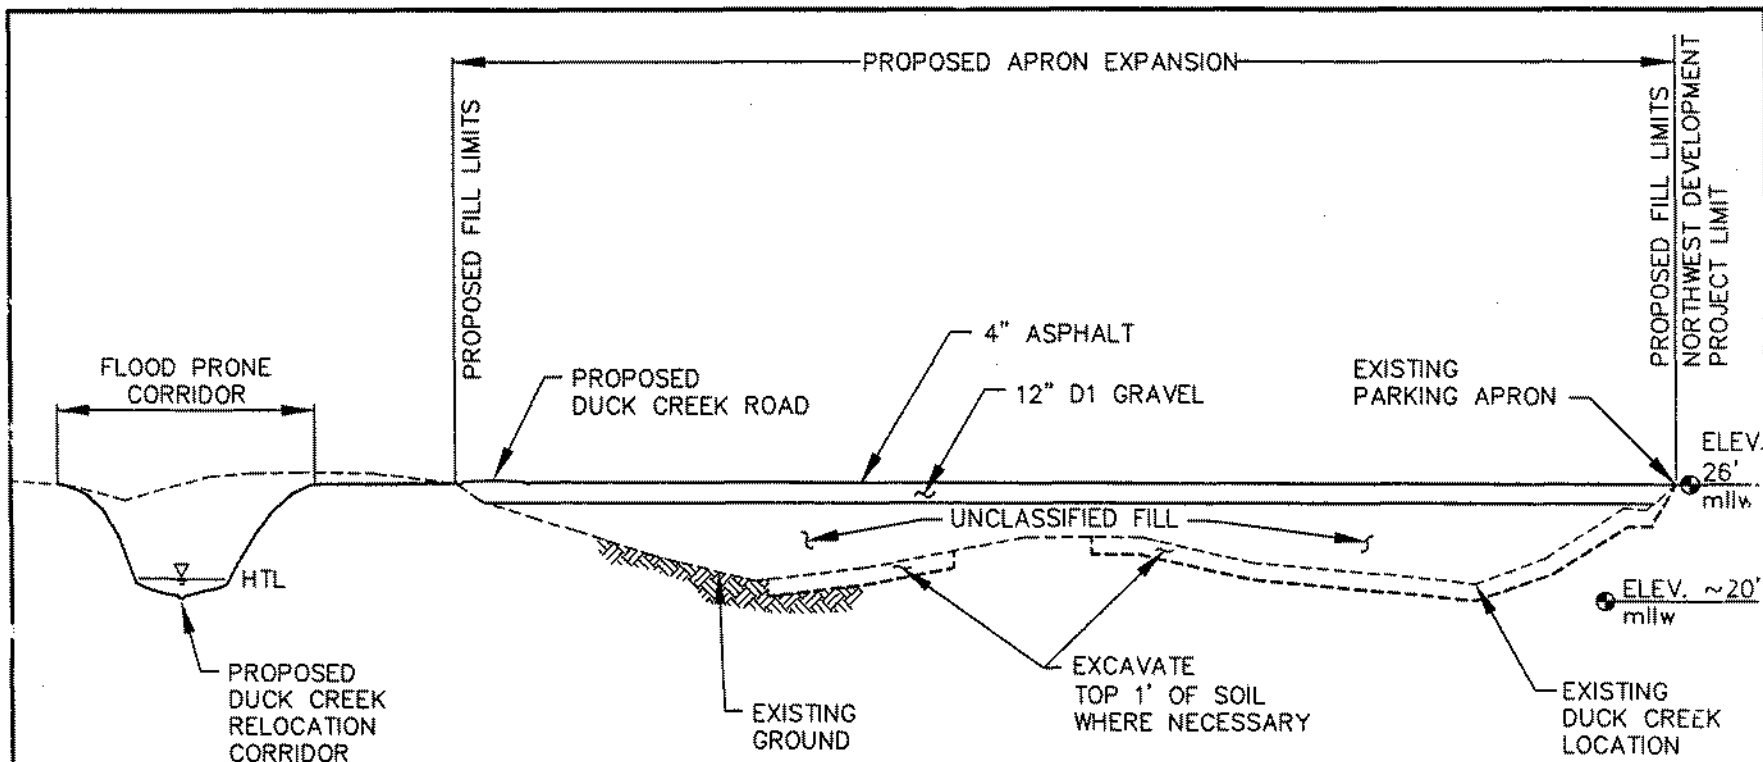 PROPOSED APRON EXPANSION
PROPOSED FILL LIMITS
PROPOSED FILL LIMITS
NORTHWEST DEVELOPMENT
PROJECT LIMIT
4" ASPHALT
12" D1 GRAVEL
FLOOD PRONE
CORRIDOR
PROPOSED
DUCK CREEK ROAD
EXISTING
PARKING APRON
ELEV.
26'
mllw
UNCLASSIFIED FILL
HTL
ELEV. ~20'
mllw
PROPOSED
DUCK CREEK
RELOCATION
CORRIDOR
EXISTING
GROUND
EXCAVATE
TOP 1' OF SOIL
WHERE NECESSARY
EXISTING
DUCK CREEK
LOCATION